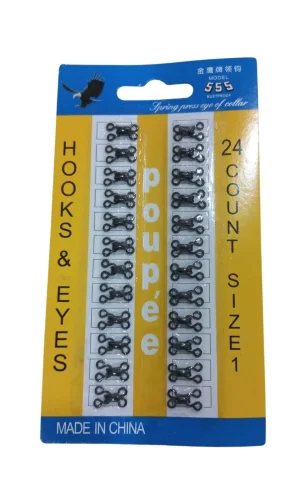 金鹰牌领钩
MODEL
555
RUSTPROOF
Spring press eye of collar
HOOKS & EYES
poupée
24 COUNT SIZE 1
MADE IN CHINA